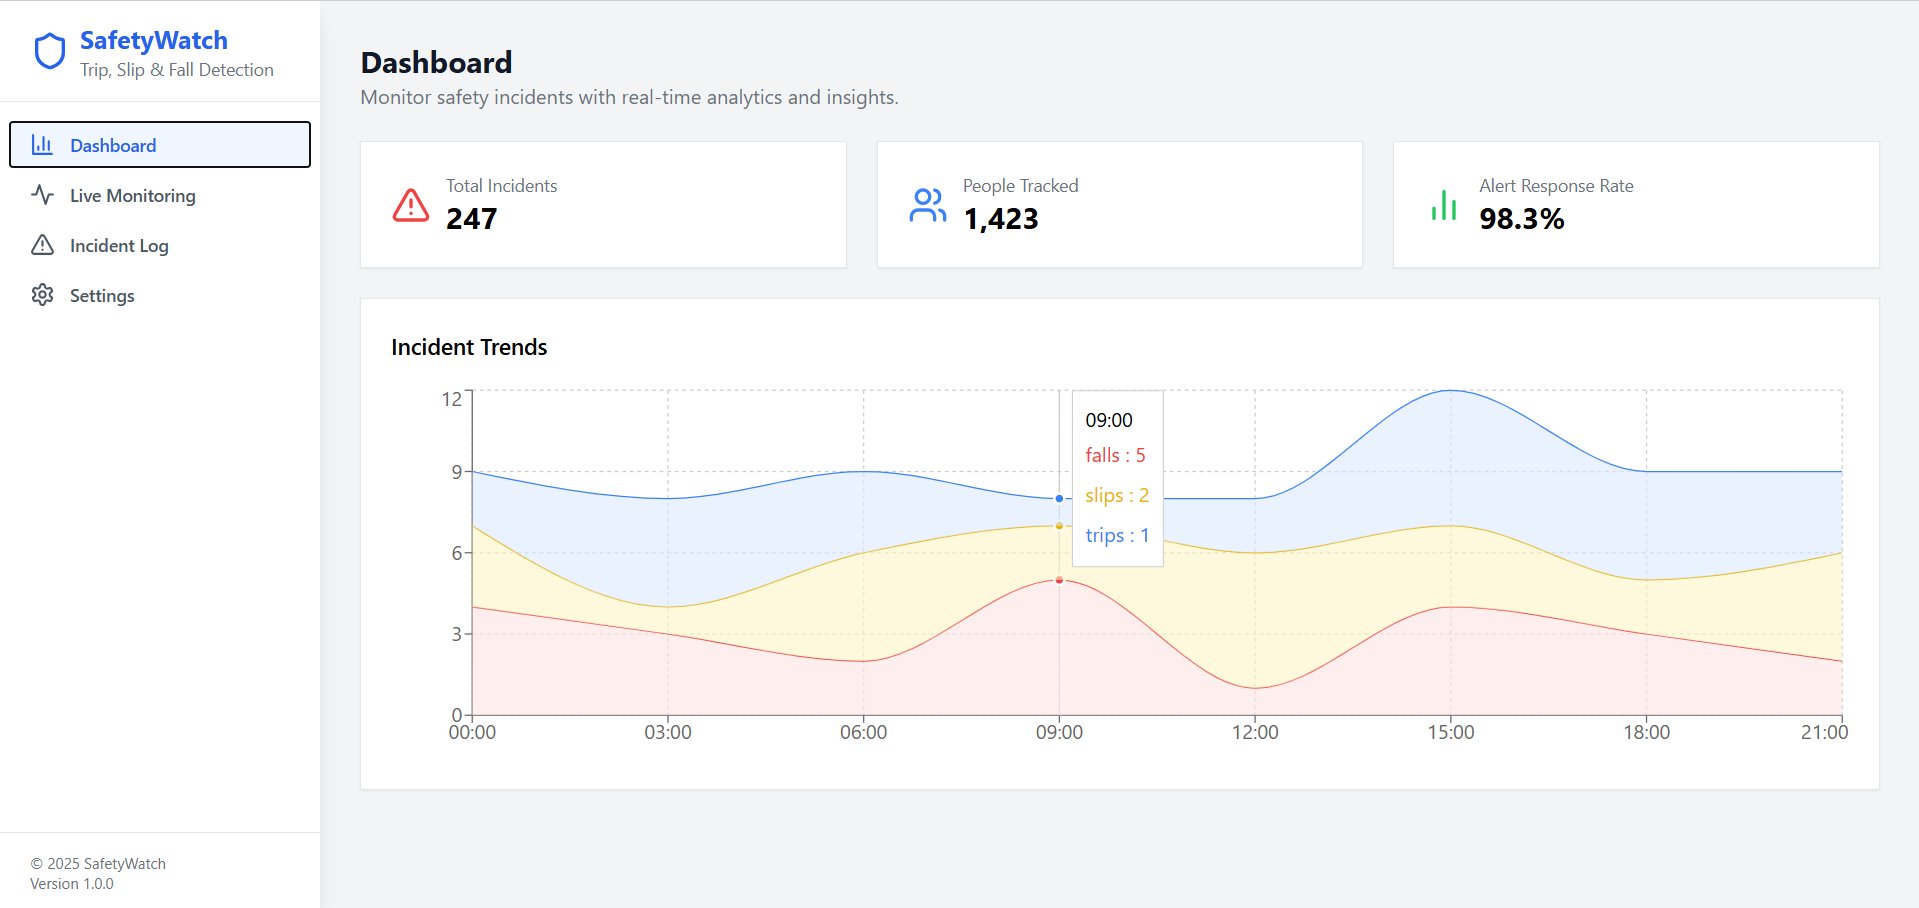 SafetyWatch
Trip, Slip & Fall Detection
Dashboard
Live Monitoring
Incident Log
Settings
© 2025 SafetyWatch
Version 1.0.0
Dashboard
Monitor safety incidents with real-time analytics and insights.
Total Incidents
247
People Tracked
1,423
Alert Response Rate
98.3%
Incident Trends
12
9
6
3
0
09:00
falls : 5
slips : 2
trips : 1
00:00 03:00 06:00 09:00 12:00 15:00 18:00 21:00